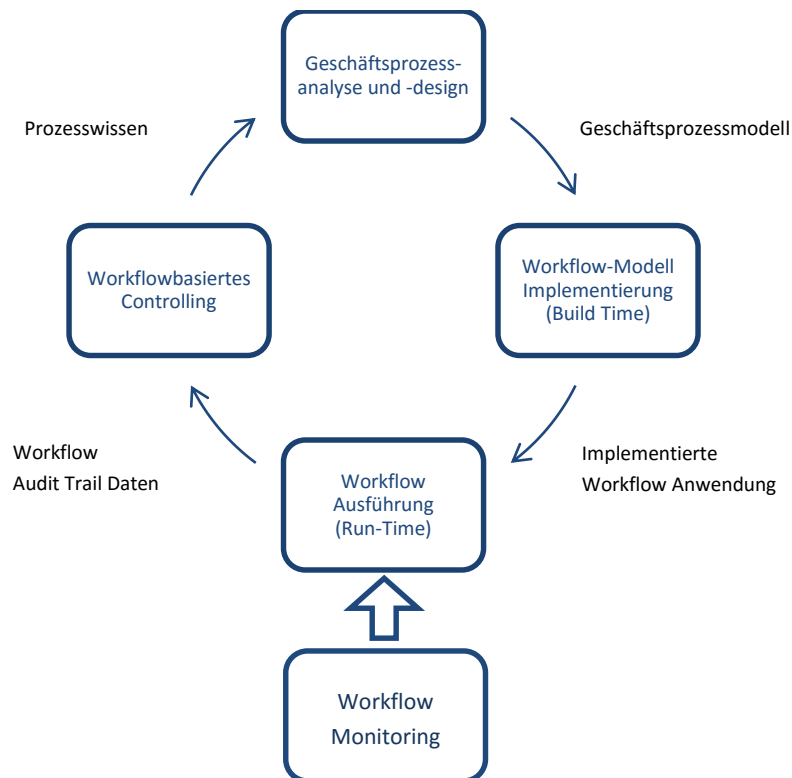 Geschäftsprozess-
analyse und -design
Prozesswissen
Geschäftsprozessmodell
Workflowbasiertes
Controlling
Workflow-Modell
Implementierung
(Build Time)
Workflow
Audit Trail Daten
Implementierte
Workflow Anwendung
Workflow
Ausführung
(Run-Time)
Workflow
Monitoring